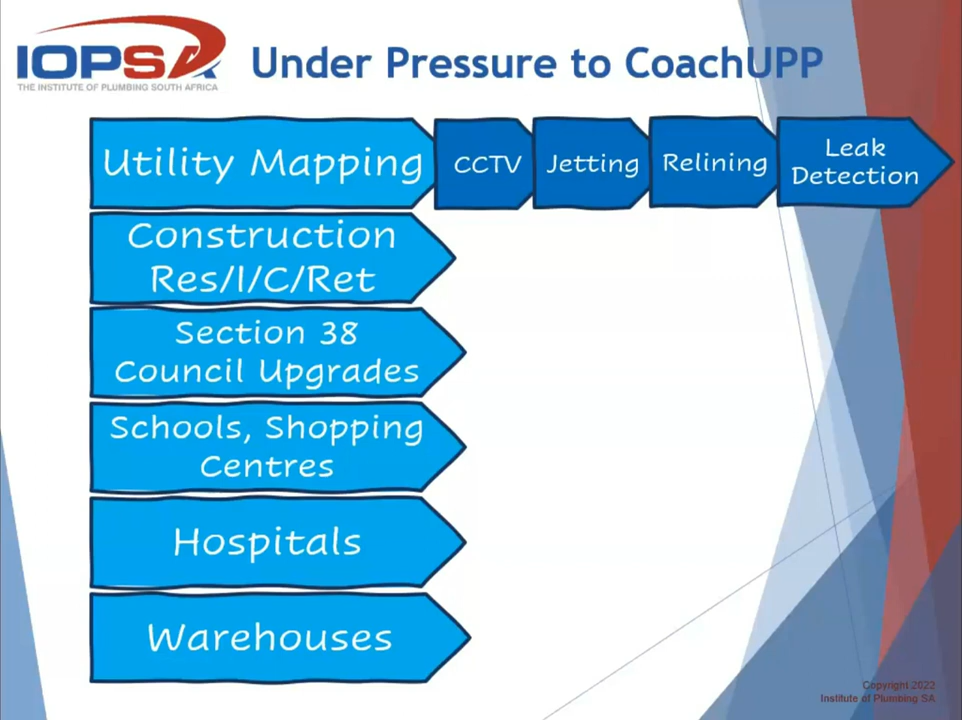 IOPSA
THE INSTITUTE OF PLUMBING SOUTH AFRICA
Under Pressure to CoachUPP
Utility Mapping
CCTV
Jetting
Relining
Leak
Detection
Construction
Res/I/C/Ret
Section 38
Council Upgrades
Schools, Shopping
Centres
Hospitals
Warehouses
Copyright 2022
Institute of Plumbing SA